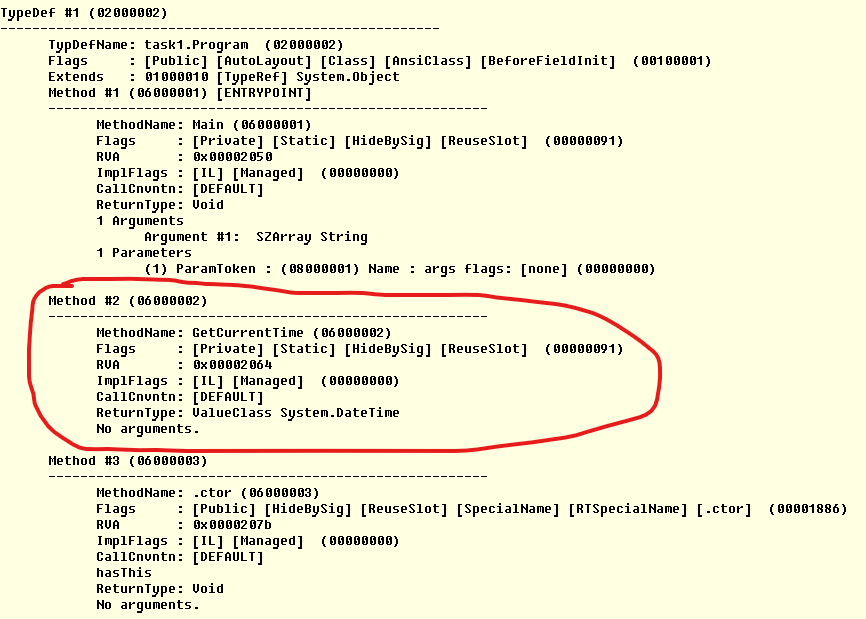 TypeDef #1 (02000002)
-------------------------------------------------------
TypDefName: task1.Program  (02000002)
Flags     : [Public] [AutoLayout] [Class] [AnsiClass] [BeforeFieldInit]  (00100001)
Extends   : 01000010 [TypeRef] System.Object
Method #1 (06000001) [ENTRYPOINT]
-------------------------------------------------------
MethodName: Main (06000001)
Flags     : [Private] [Static] [HideBySig] [ReuseSlot]  (00000091)
RVA       : 0x00002050
ImplFlags : [IL] [Managed]  (00000000)
CallCnvntn: [DEFAULT]
ReturnType: Void
1 Arguments
Argument #1:  SZArray String
1 Parameters
(1) ParamToken : (08000001) Name : args flags: [none] (00000000)
Method #2 (06000002)
-------------------------------------------------------
MethodName: GetCurrentTime (06000002)
Flags     : [Private] [Static] [HideBySig] [ReuseSlot]  (00000091)
RVA       : 0x00002064
ImplFlags : [IL] [Managed]  (00000000)
CallCnvntn: [DEFAULT]
ReturnType: ValueClass System.DateTime
No arguments.
Method #3 (06000003)
-------------------------------------------------------
MethodName: .ctor (06000003)
Flags     : [Public] [HideBySig] [ReuseSlot] [SpecialName] [RTSpecialName] [.ctor]  (00001886)
RVA       : 0x0000207b
ImplFlags : [IL] [Managed]  (00000000)
CallCnvntn: [DEFAULT]
hasThis
ReturnType: Void
No arguments.